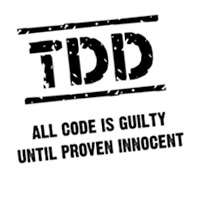 TDD
ALL CODE IS GUILTY
UNTIL PROVEN INNOCENT